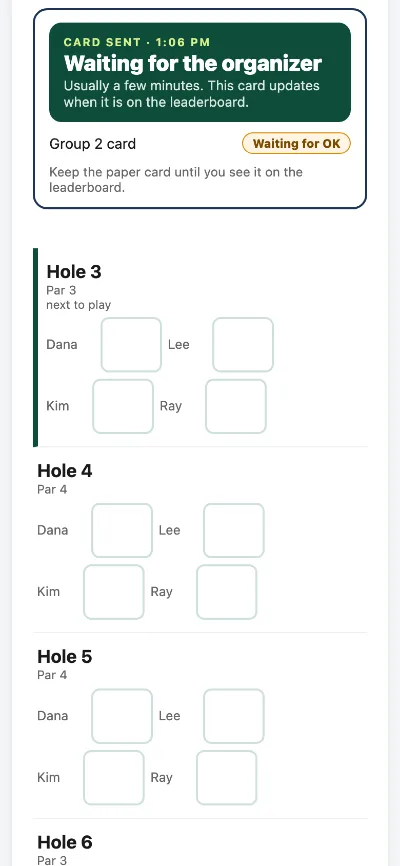 CARD SENT · 1:06 PM
Waiting for the organizer
Usually a few minutes. This card updates
when it is on the leaderboard.
Group 2 card
Waiting for OK
Keep the paper card until you see it on the
leaderboard.
Hole 3
Par 3
next to play
Dana
Lee
Kim
Ray
Hole 4
Par 4
Dana
Lee
Kim
Ray
Hole 5
Par 4
Dana
Lee
Kim
Ray
Hole 6
Par 3